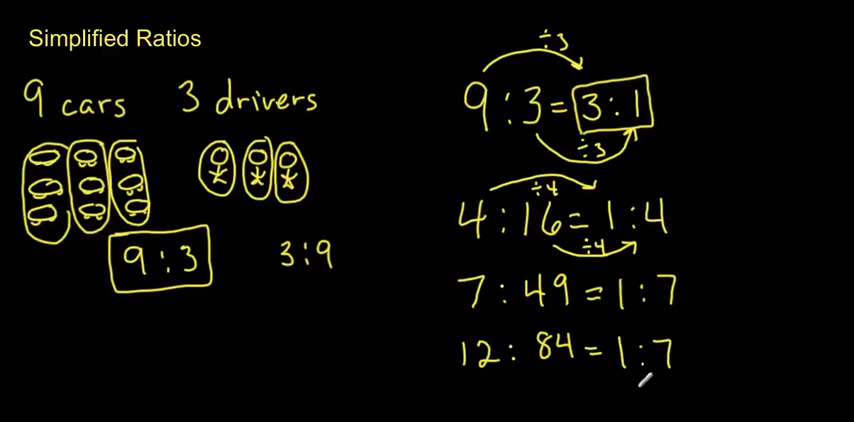 Simplified Ratios
9 cars 3 drivers
9 : 3
3 : 9
÷3
9 : 3 = 3 : 1
÷3
÷4
4 : 16 = 1 : 4
÷4
7 : 49 = 1 : 7
12 : 84 = 1 : 7